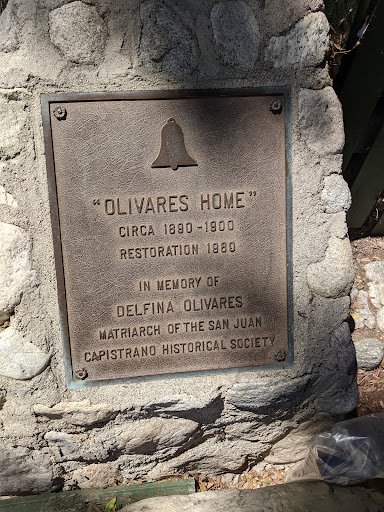 "OLIVARES HOME"
CIRCA 1890-1900
RESTORATION 1980
IN MEMORY OF
DELFINA OLIVARES
MATRIARCH OF THE SAN JUAN
CAPISTRANO HISTORICAL SOCIETY